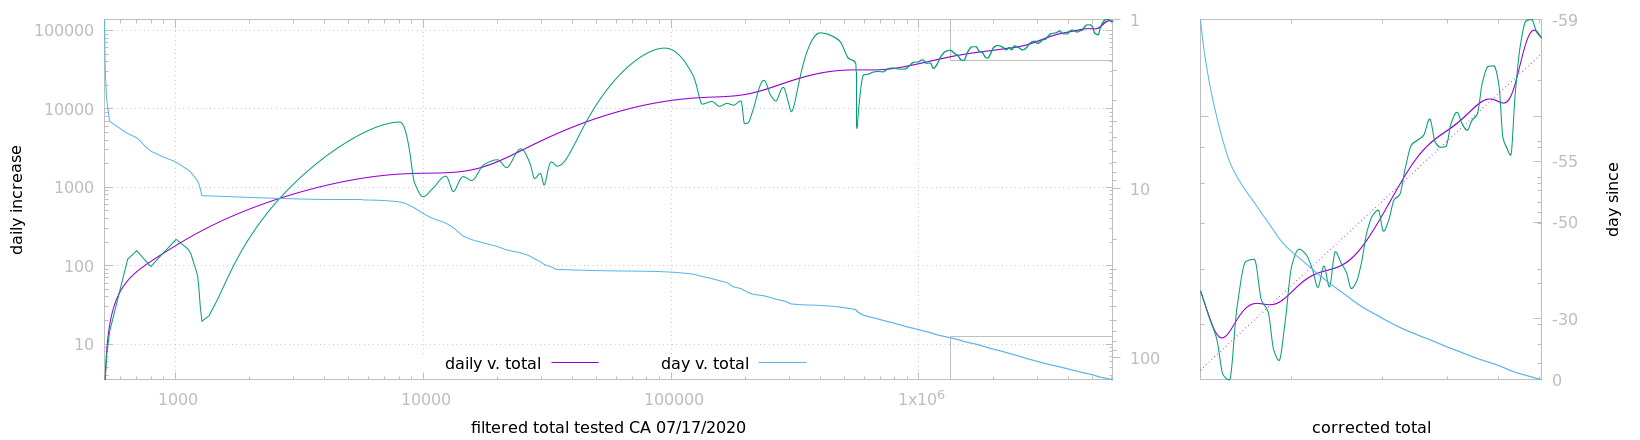 100000
10000
1000
100
10
daily increase
1
10
100
daily v. total
day v. total
1000
10000
100000
1x10⁶
filtered total tested CA 07/17/2020
-59
-55
-50
-30
0
day since
corrected total